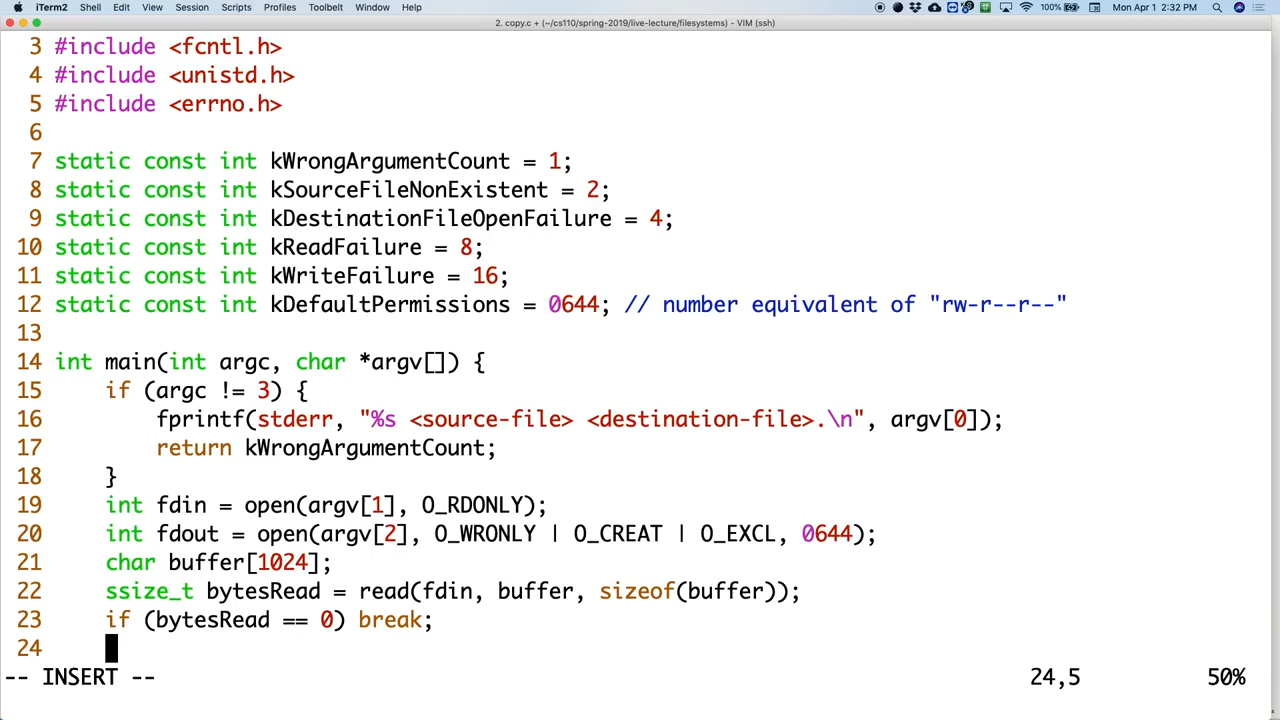 iTerm2 Shell Edit View Session Scripts Profiles Toolbelt Window Help 100% Mon Apr 1 2:32 PM
2. copy.c + (~/cs110/spring-2019/live-lecture/filesystems) - VIM (ssh)
3 #include <fcntl.h>
4 #include <unistd.h>
5 #include <errno.h>
6
7 static const int kWrongArgumentCount = 1;
8 static const int kSourceFileNonExistent = 2;
9 static const int kDestinationFileOpenFailure = 4;
10 static const int kReadFailure = 8;
11 static const int kWriteFailure = 16;
12 static const int kDefaultPermissions = 0644; // number equivalent of "rw-r--r--"
13
14 int main(int argc, char *argv[]) {
15     if (argc != 3) {
16         fprintf(stderr, "%s <source-file> <destination-file>.\n", argv[0]);
17         return kWrongArgumentCount;
18     }
19     int fdin = open(argv[1], O_RDONLY);
20     int fdout = open(argv[2], O_WRONLY | O_CREAT | O_EXCL, 0644);
21     char buffer[1024];
22     ssize_t bytesRead = read(fdin, buffer, sizeof(buffer));
23     if (bytesRead == 0) break;
24
-- INSERT -- 24,5 50%